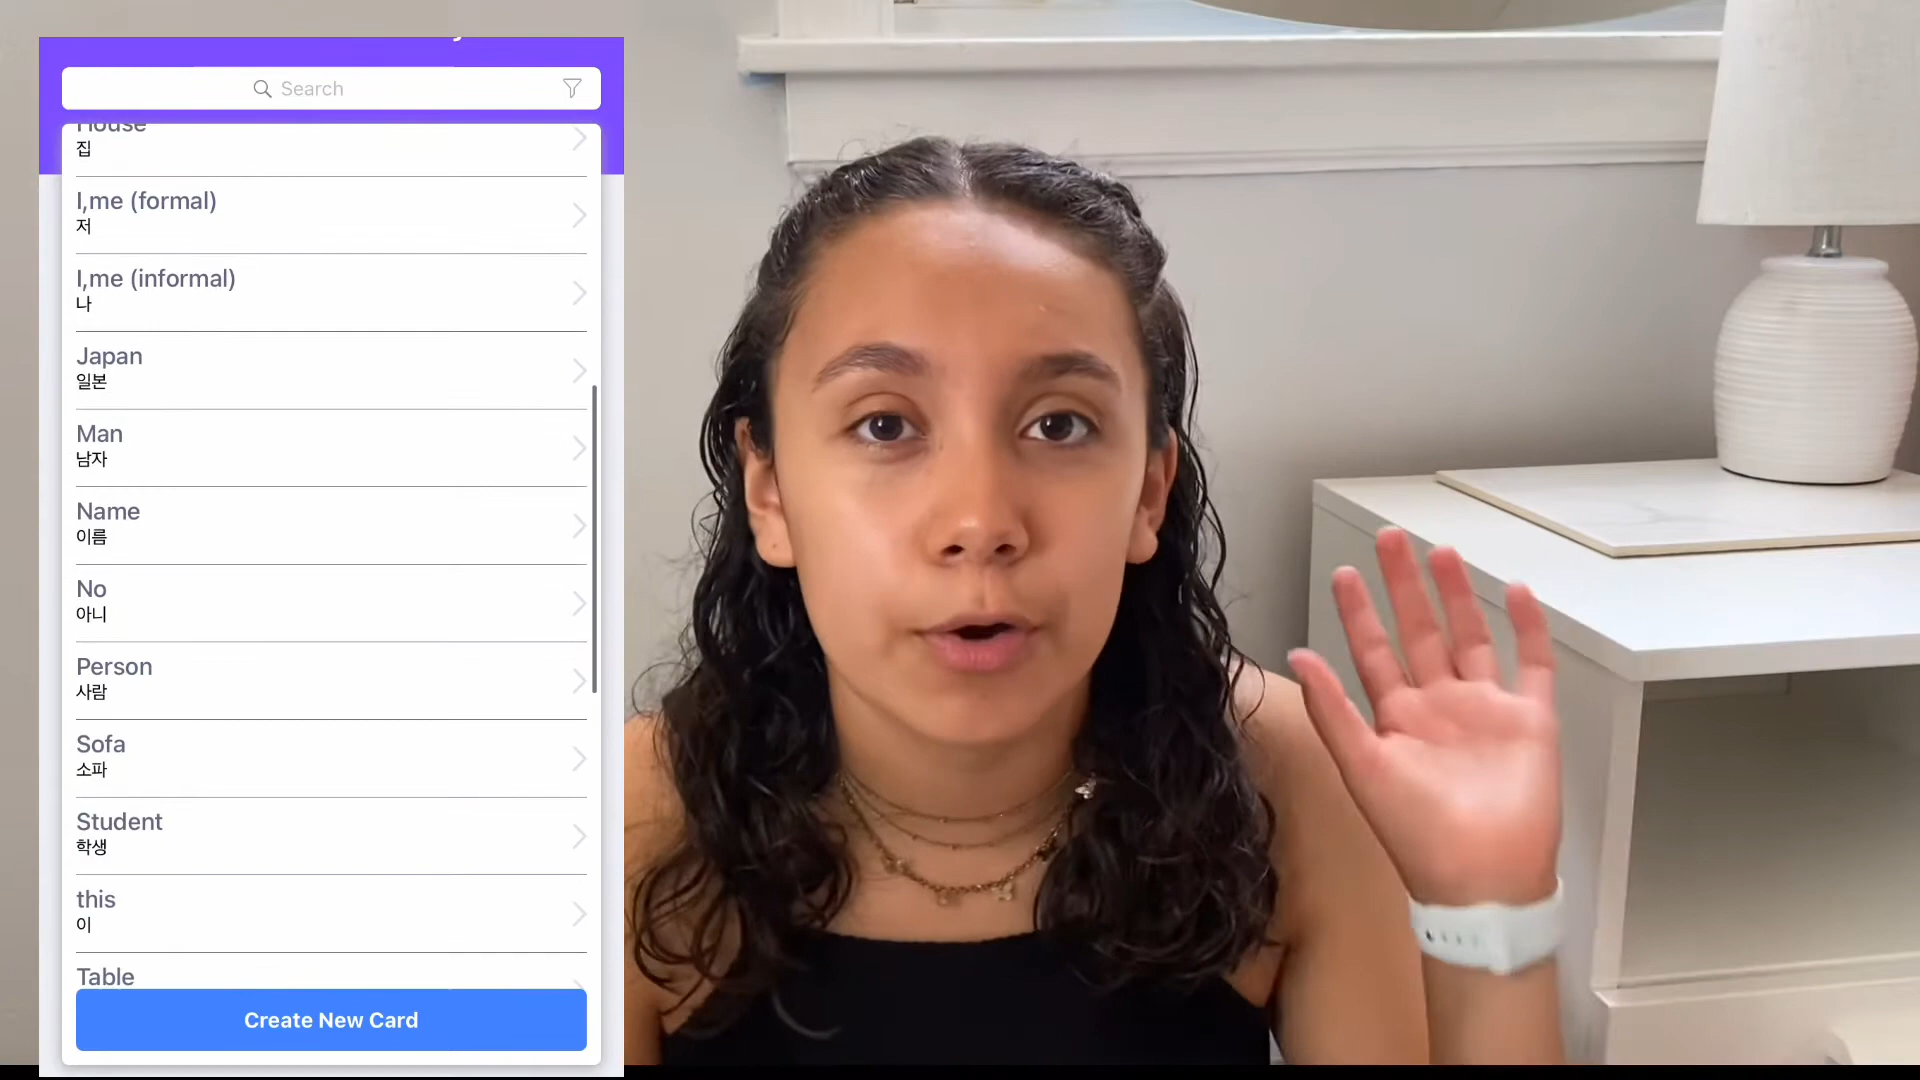 Search
House
집
I,me (formal)
저
I,me (informal)
나
Japan
일본
Man
남자
Name
이름
No
아니
Person
사람
Sofa
소파
Student
학생
this
이
Table
Create New Card